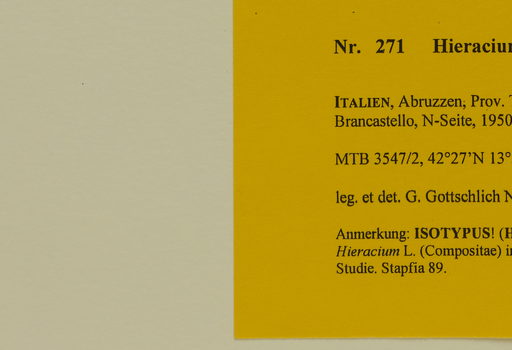 Nr. 271 Hieraciu
ITALIEN, Abruzzen, Prov.
Brancastello, N-Seite, 1950
MTB 3547/2, 42°27'N 13°
leg. et det. G. Gottschlich N
Anmerkung: ISOTYPUS! (H
Hieracium L. (Compositae) in
Studie. Stapfia 89.